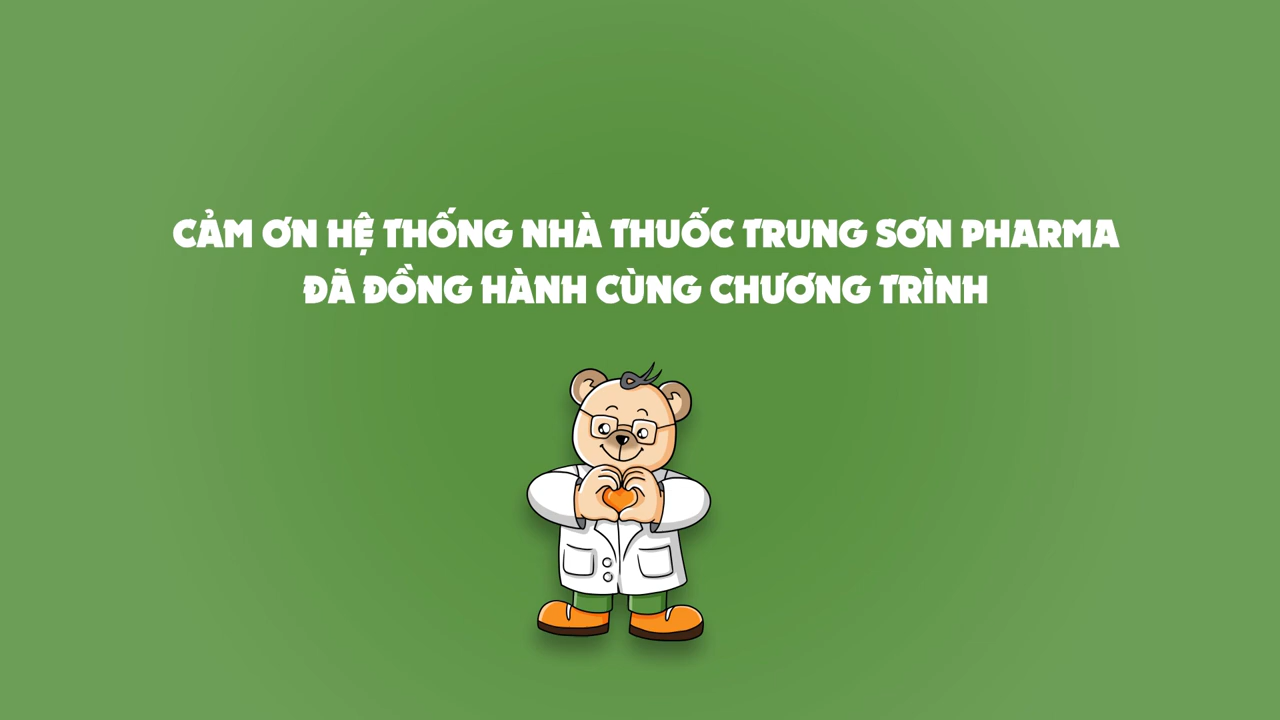 CẢM ƠN HỆ THỐNG NHÀ THUỐC TRUNG SƠN PHARMA
ĐÃ ĐỒNG HÀNH CÙNG CHƯƠNG TRÌNH